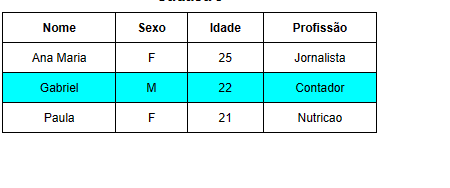 Nome Sexo Idade Profissão
Ana Maria F 25 Jornalista
Gabriel M 22 Contador
Paula F 21 Nutricao